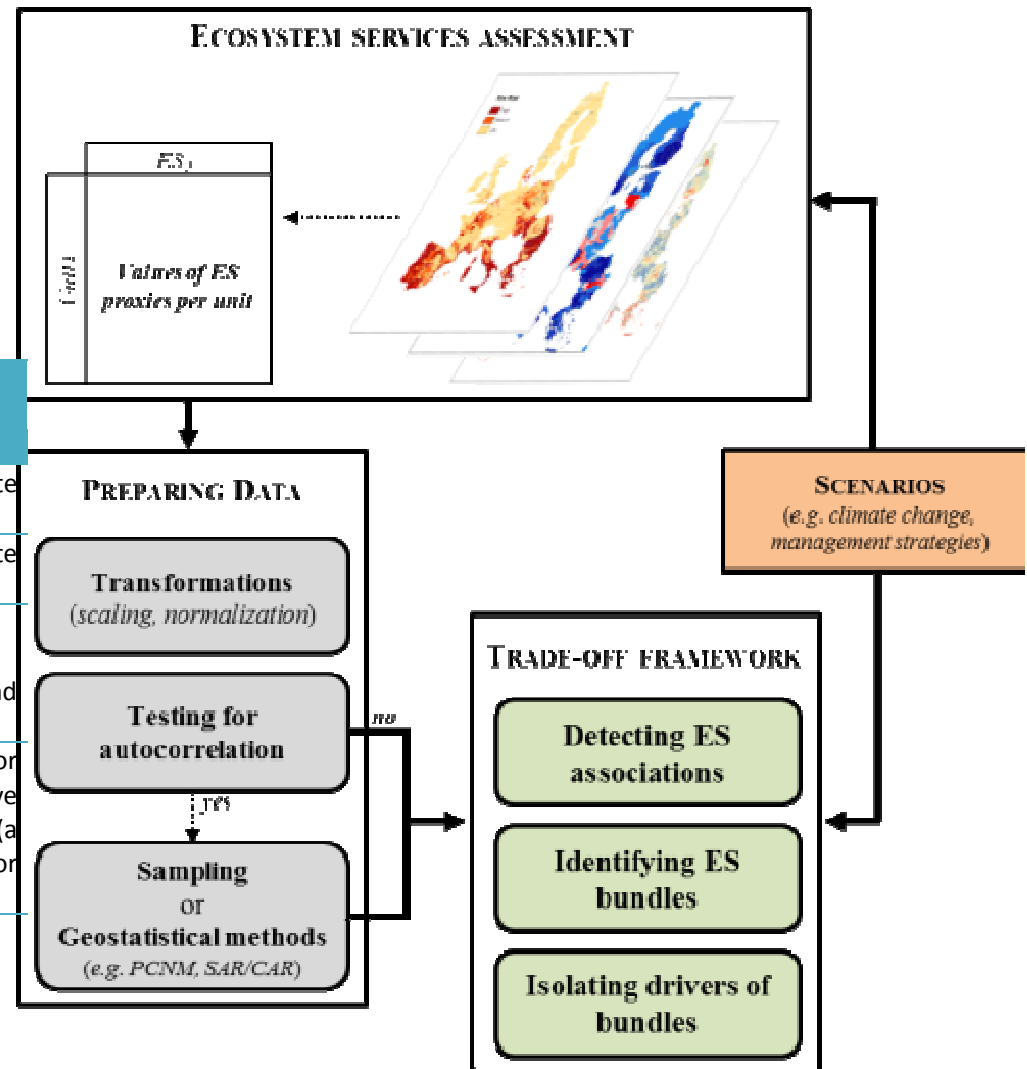 ECOSYSTEM SERVICES ASSESSMENT
Values of ES
proxies per unit
PREPARING DATA
Transformations
(scaling, normalization)
Testing for
autocorrelation
no
yes
Sampling
or
Geostatistical methods
(e.g. PCNM, SAR/CAR)
SCENARIOS
(e.g. climate change,
management strategies)
TRADE-OFF FRAMEWORK
Detecting ES
associations
Identifying ES
bundles
Isolating drivers of
bundles